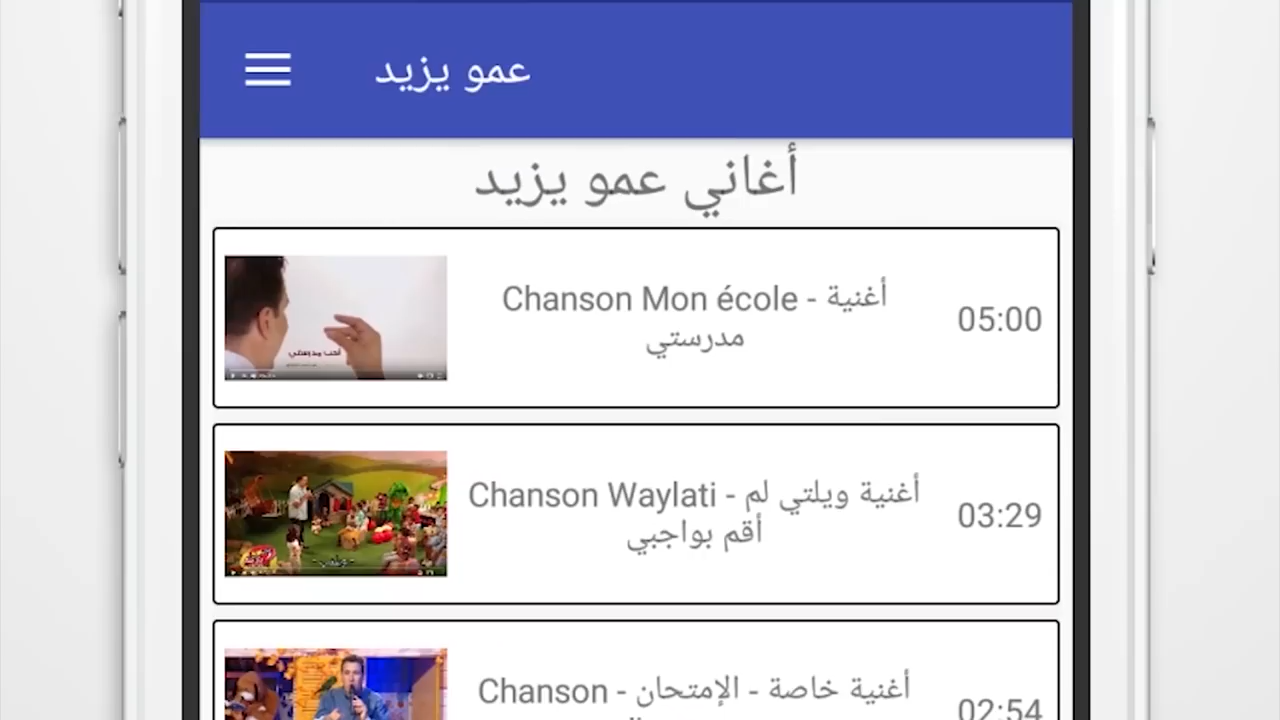 عمو يزيد
أغاني عمو يزيد
Chanson Mon école - أغنية
مدرستي
05:00
Chanson Waylati - أغنية ويلتي لم
أقم بواجبي
03:29
Chanson - أغنية خاصة - الإمتحان
02:54